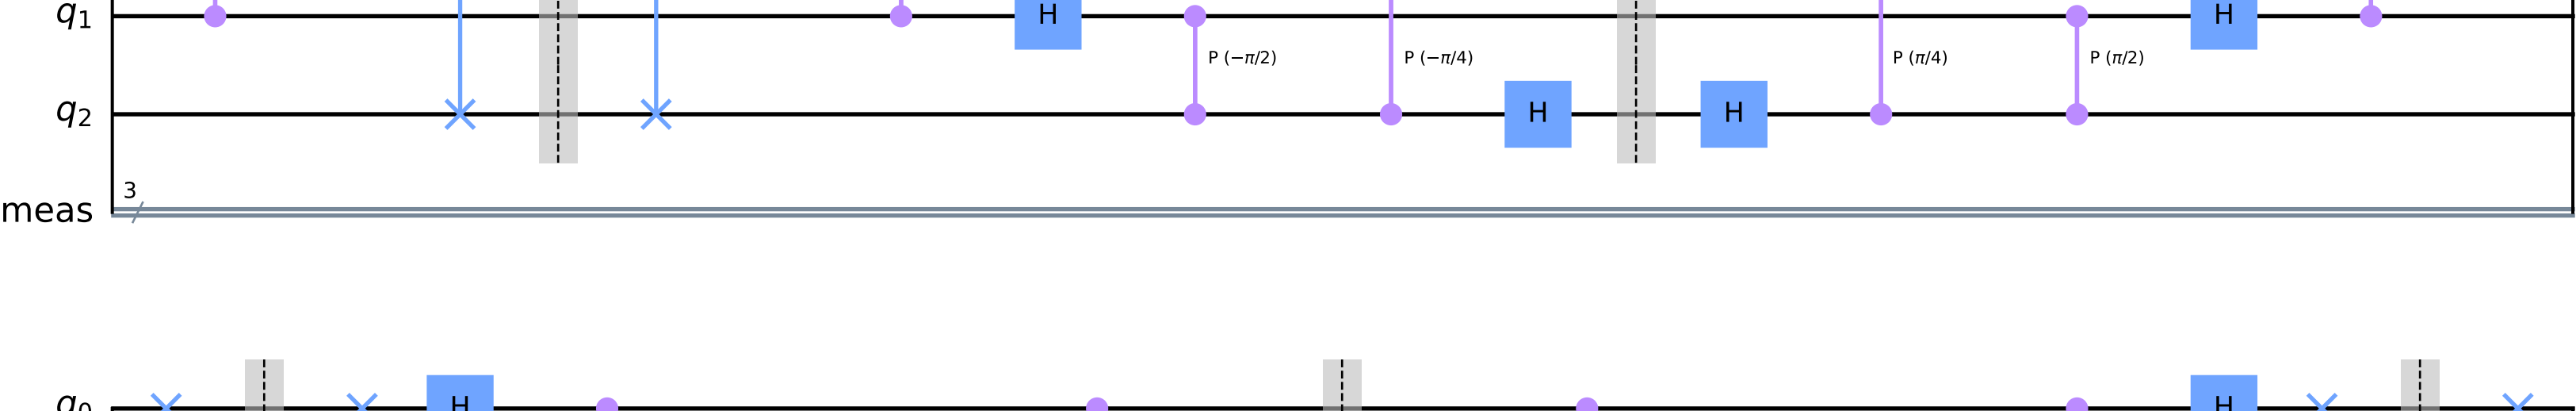 q1 H H
P (−π/2) P (−π/4) P (π/4) P (π/2)
q2 H H
3
meas
q0 H H